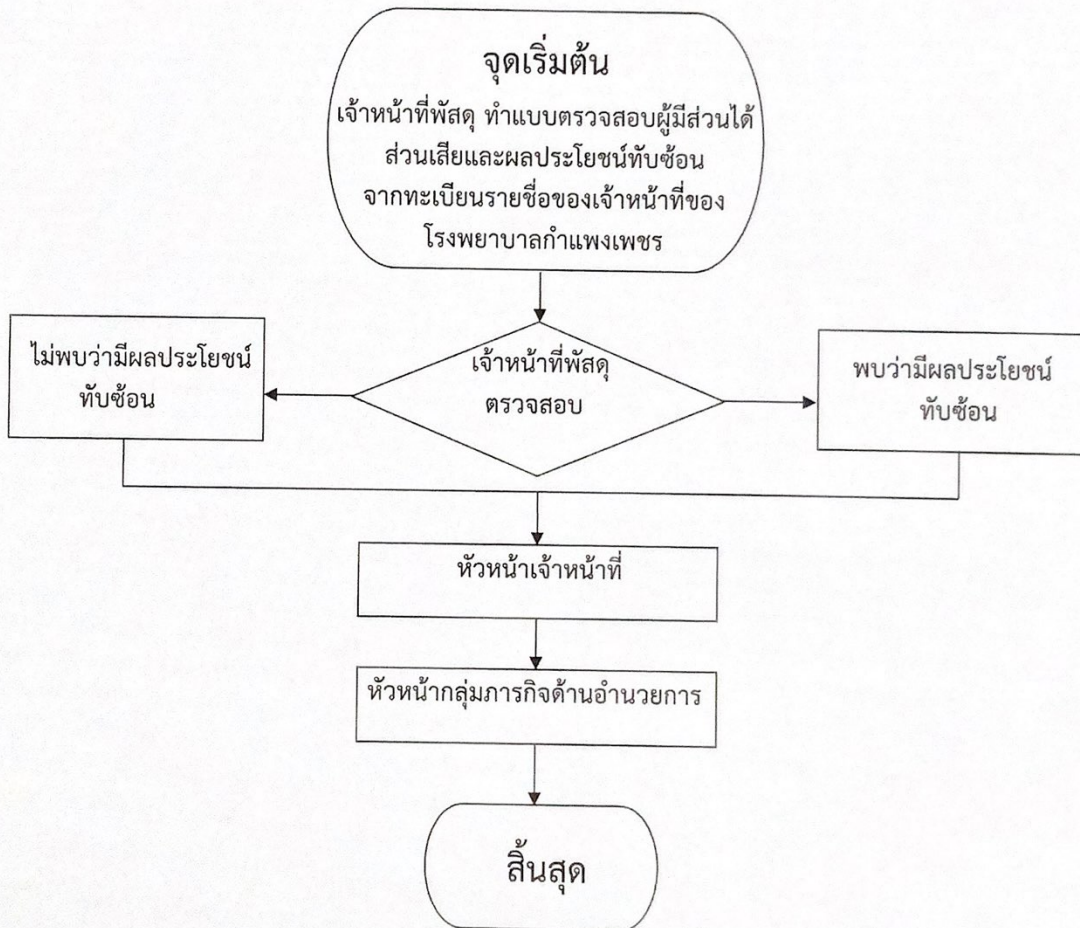 จุดเริ่มต้น
เจ้าหน้าที่พัสดุ ทำแบบตรวจสอบผู้มีส่วนได้
ส่วนเสียและผลประโยชน์ทับซ้อน
จากทะเบียนรายชื่อของเจ้าหน้าที่ของ
โรงพยาบาลกำแพงเพชร
ไม่พบว่ามีผลประโยชน์
ทับซ้อน
เจ้าหน้าที่พัสดุ
ตรวจสอบ
พบว่ามีผลประโยชน์
ทับซ้อน
หัวหน้าเจ้าหน้าที่
หัวหน้ากลุ่มภารกิจด้านอำนวยการ
สิ้นสุด